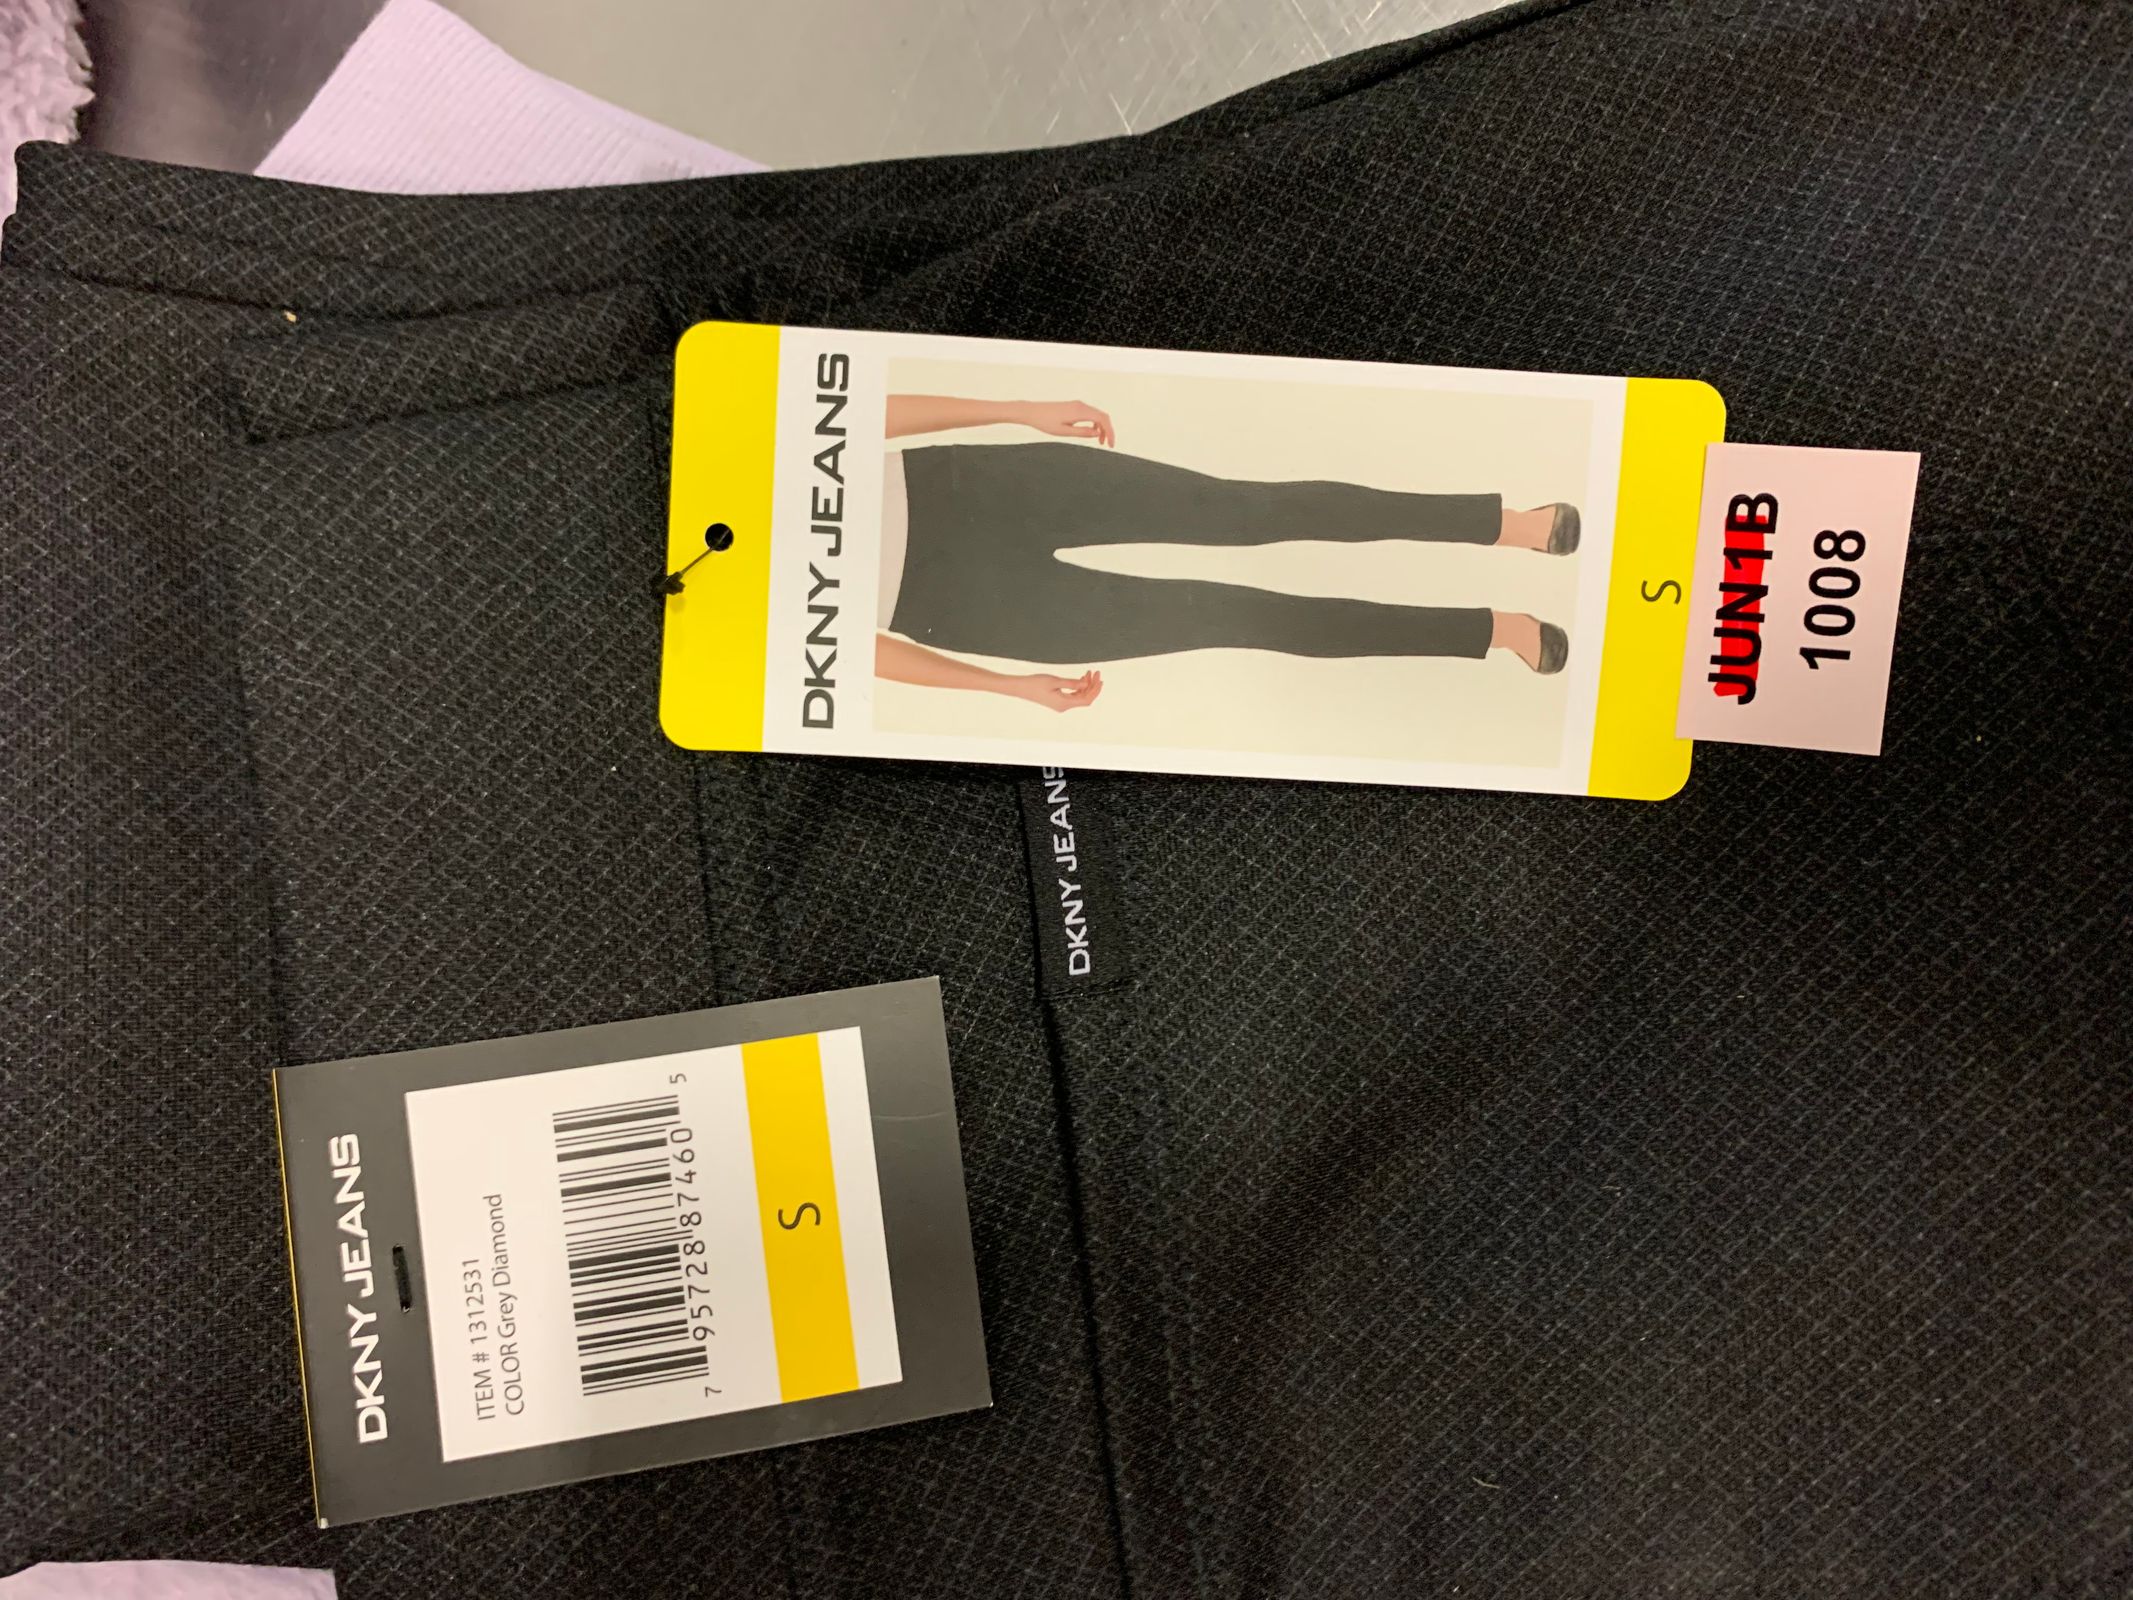 DKNY JEANS
S
JUN1B
1008
DKNY JEANS
DKNY JEANS
ITEM # 1312531
COLOR Grey Diamond
7 95728 87460 5
S